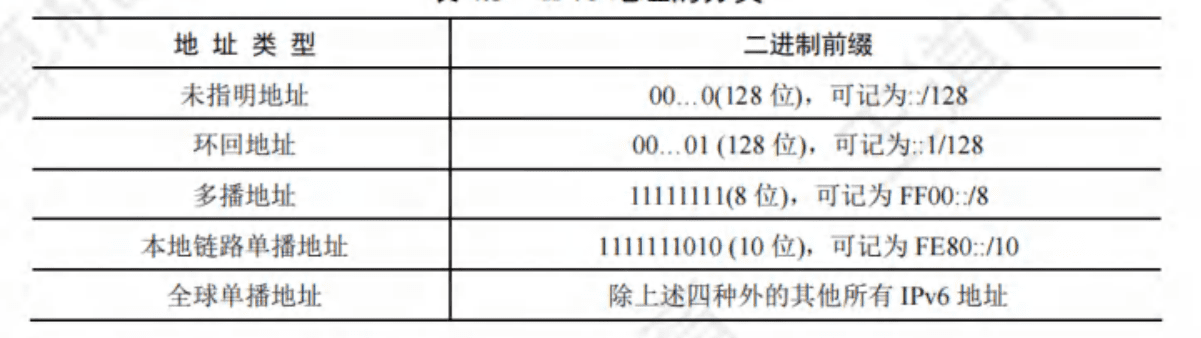 地 址 类 型 二进制前缀
未指明地址 00…0(128 位)，可记为::/128
环回地址 00…01 (128 位)，可记为::1/128
多播地址 11111111(8 位)，可记为 FF00::/8
本地链路单播地址 1111111010 (10 位)，可记为 FE80::/10
全球单播地址 除上述四种外的其他所有 IPv6 地址